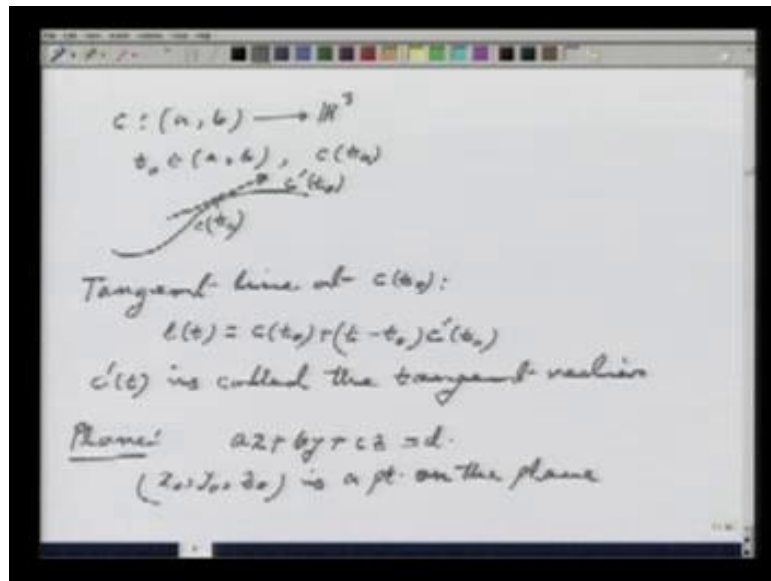 c : (a, b) → ℝ³
t₀ ∈ (a, b), c(t₀)
c'(t₀)
c(t₀)
Tangent line at c(t₀):
l(t) = c(t₀) + (t - t₀) c'(t₀)
c'(t) is called the tangent vector
Plane: ax + by + cz = d.
(x₀, y₀, z₀) is a pt. on the plane